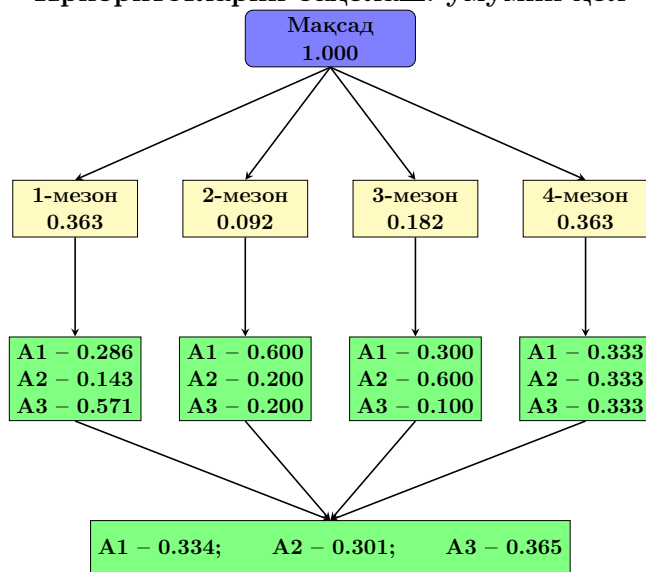 Мақсад
1.000
1-мезон
0.363
2-мезон
0.092
3-мезон
0.182
4-мезон
0.363
A1 – 0.286
A2 – 0.143
A3 – 0.571
A1 – 0.600
A2 – 0.200
A3 – 0.200
A1 – 0.300
A2 – 0.600
A3 – 0.100
A1 – 0.333
A2 – 0.333
A3 – 0.333
A1 – 0.334; A2 – 0.301; A3 – 0.365